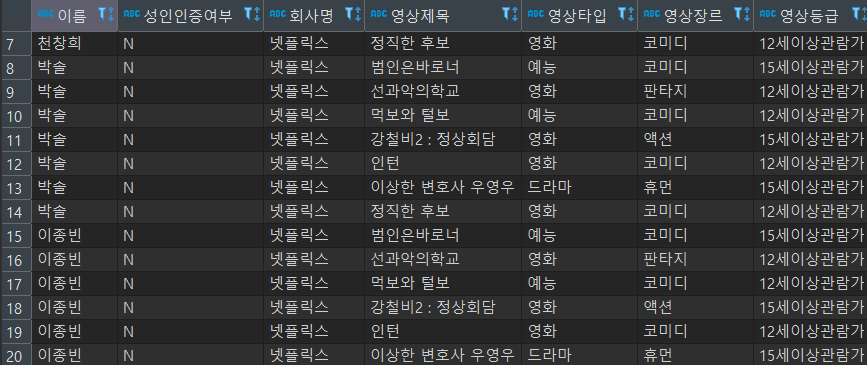 ABC 이름 ABC 성인인증여부 ABC 회사명 ABC 영상제목 ABC 영상타입 ABC 영상장르 ABC 영상등급
7 천창희 N 넷플릭스 정직한 후보 영화 코미디 12세이상관람가
8 박솔 N 넷플릭스 범인은바로너 예능 코미디 15세이상관람가
9 박솔 N 넷플릭스 선과악의학교 영화 판타지 12세이상관람가
10 박솔 N 넷플릭스 먹보와 털보 예능 코미디 12세이상관람가
11 박솔 N 넷플릭스 강철비2 : 정상회담 영화 액션 15세이상관람가
12 박솔 N 넷플릭스 인턴 영화 코미디 12세이상관람가
13 박솔 N 넷플릭스 이상한 변호사 우영우 드라마 휴먼 15세이상관람가
14 박솔 N 넷플릭스 정직한 후보 영화 코미디 12세이상관람가
15 이종빈 N 넷플릭스 범인은바로너 예능 코미디 15세이상관람가
16 이종빈 N 넷플릭스 선과악의학교 영화 판타지 12세이상관람가
17 이종빈 N 넷플릭스 먹보와 털보 예능 코미디 12세이상관람가
18 이종빈 N 넷플릭스 강철비2 : 정상회담 영화 액션 15세이상관람가
19 이종빈 N 넷플릭스 인턴 영화 코미디 12세이상관람가
20 이종빈 N 넷플릭스 이상한 변호사 우영우 드라마 휴먼 15세이상관람가